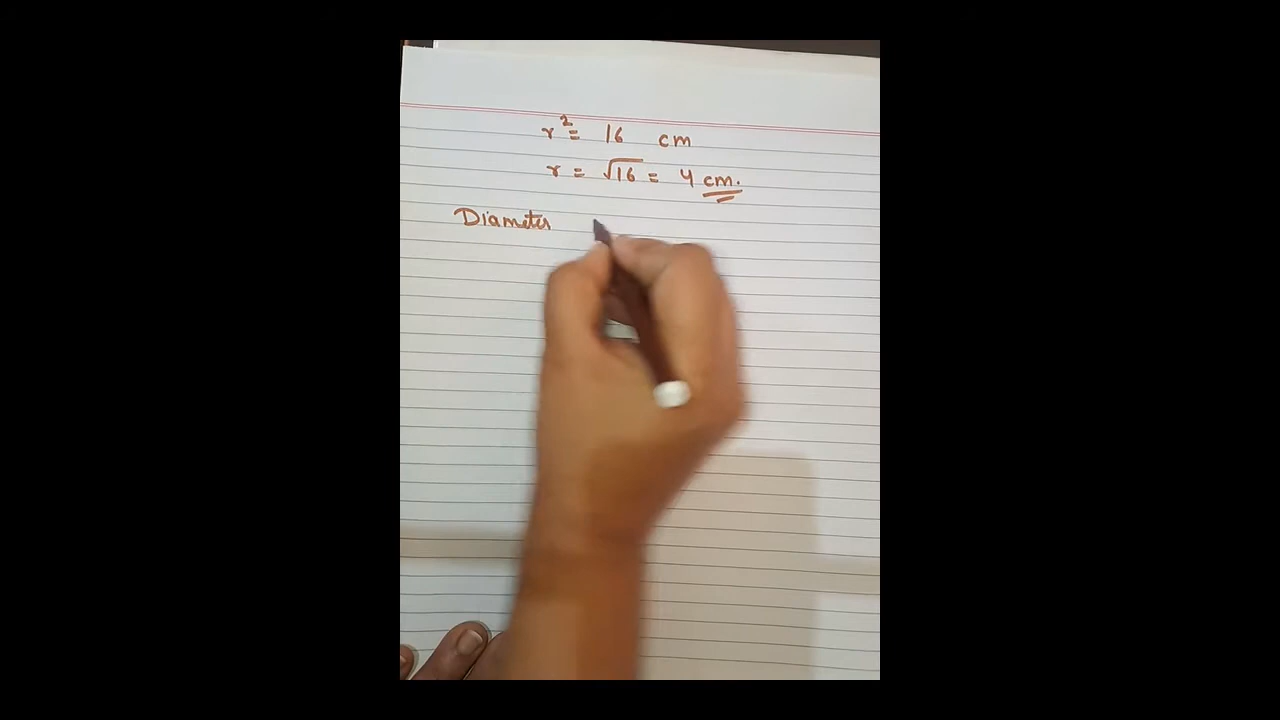 r² = 16 cm
r = √16 = 4 cm.
Diameter